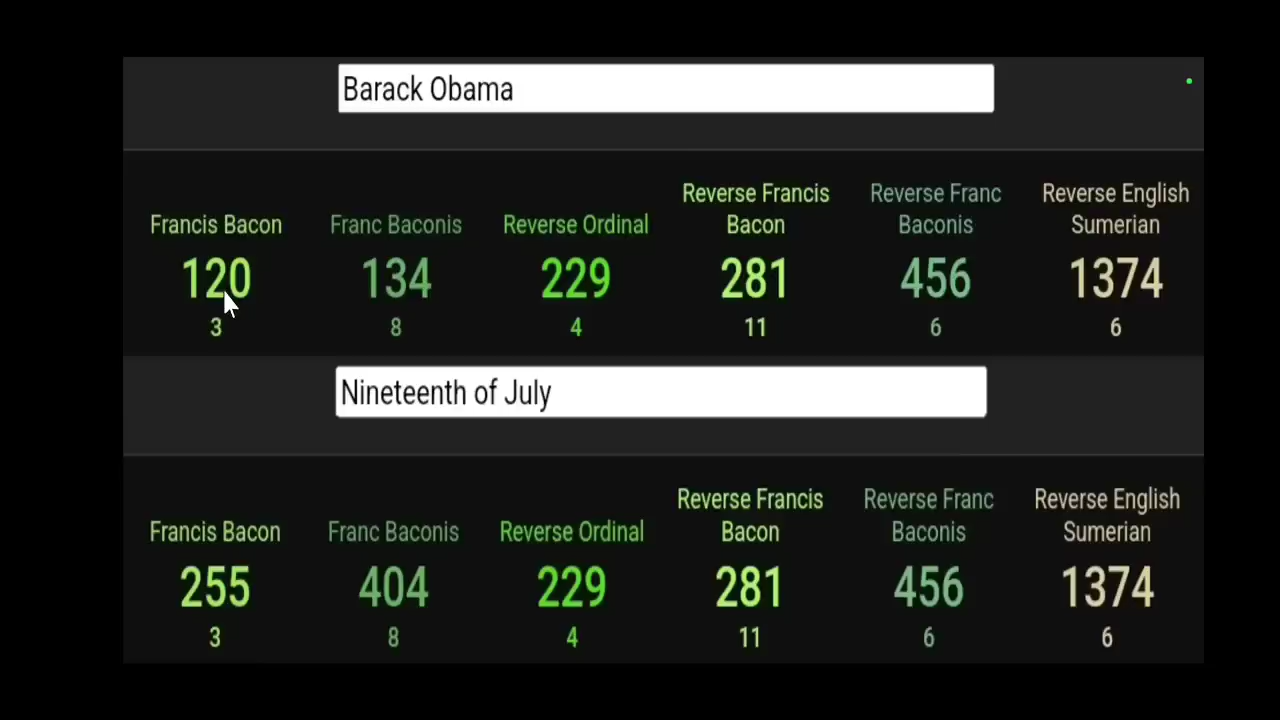 Barack Obama
Reverse Francis Reverse Franc Reverse English
Francis Bacon Franc Baconis Reverse Ordinal Bacon Baconis Sumerian
120 134 229 281 456 1374
3 8 4 11 6 6
Nineteenth of July
Reverse Francis Reverse Franc Reverse English
Francis Bacon Franc Baconis Reverse Ordinal Bacon Baconis Sumerian
255 404 229 281 456 1374
3 8 4 11 6 6